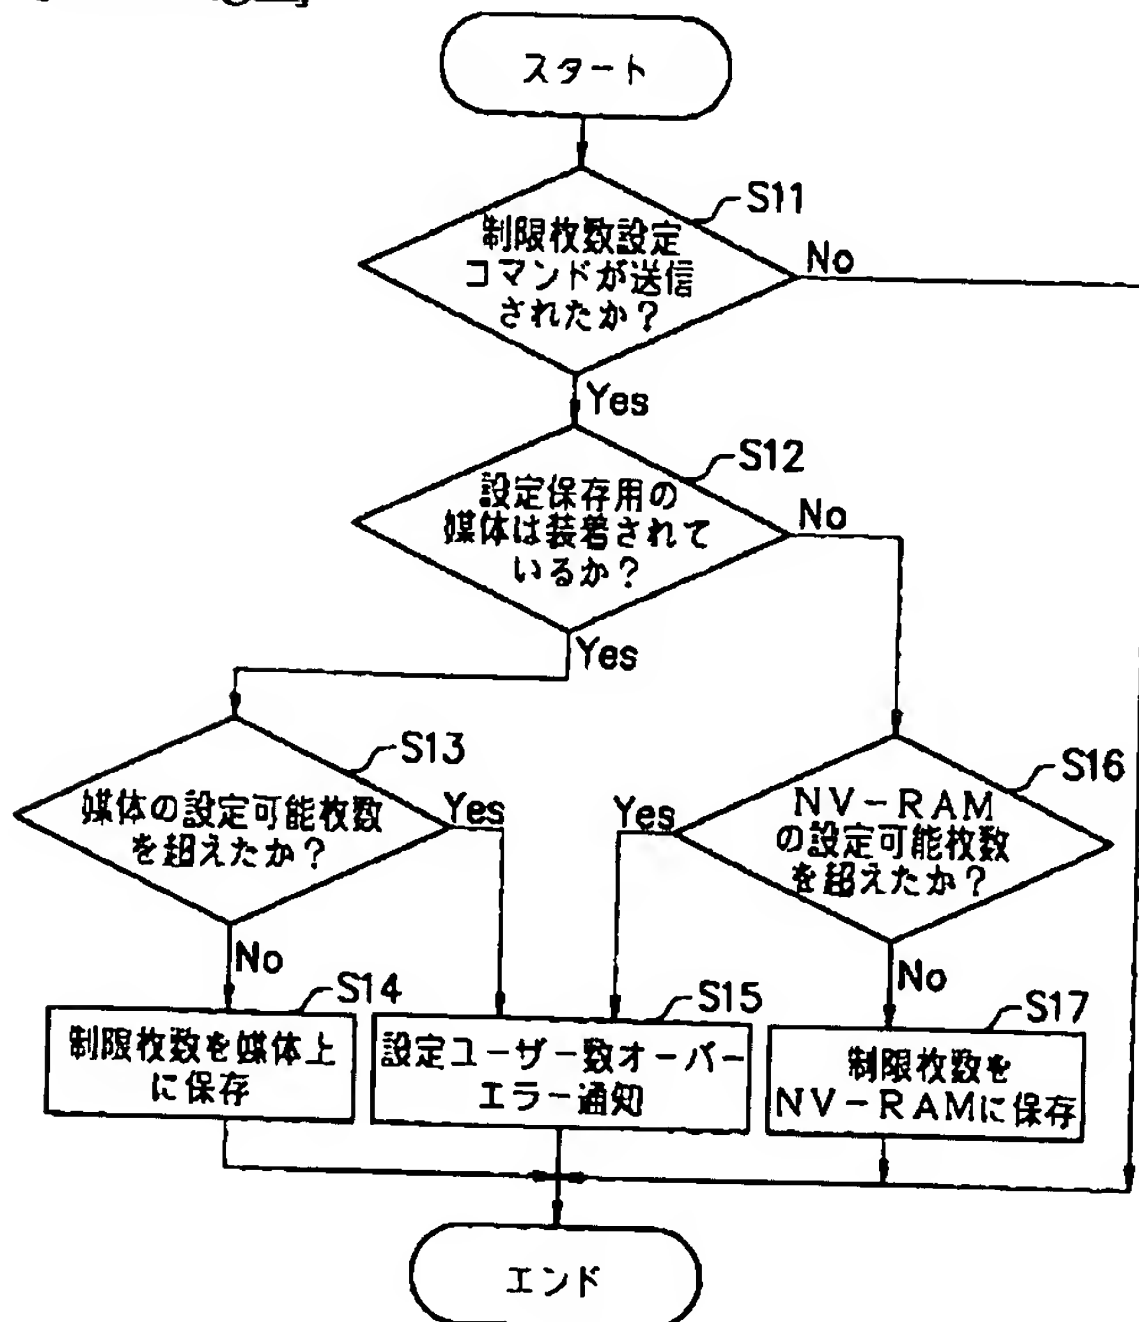 スタート
S11
制限枚数設定
コマンドが送信
されたか？
No
Yes
S12
設定保存用の
媒体は装着されて
いるか？
No
Yes
S13
媒体の設定可能枚数
を超えたか？
Yes
No
S16
NV-RAM
の設定可能枚数
を超えたか？
Yes
No
S14
制限枚数を媒体上
に保存
S15
設定ユーザー数オーバー
エラー通知
S17
制限枚数を
NV-RAMに保存
エンド